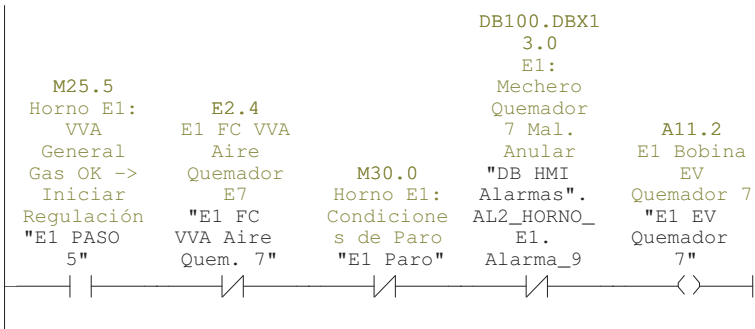 M25.5
Horno E1:
VVA
General
Gas OK ->
Iniciar
Regulación
"E1 PASO
5"
E2.4
E1 FC VVA
Aire
Quemador
E7
"E1 FC
VVA Aire
Quem. 7"
M30.0
Horno E1:
Condicione
s de Paro
"E1 Paro"
DB100.DBX1
3.0
E1:
Mechero
Quemador
7 Mal.
Anular
"DB HMI
Alarmas".
AL2_HORNO_
E1.
Alarma_9
A11.2
E1 Bobina
EV
Quemador 7
"E1 EV
Quemador
7"